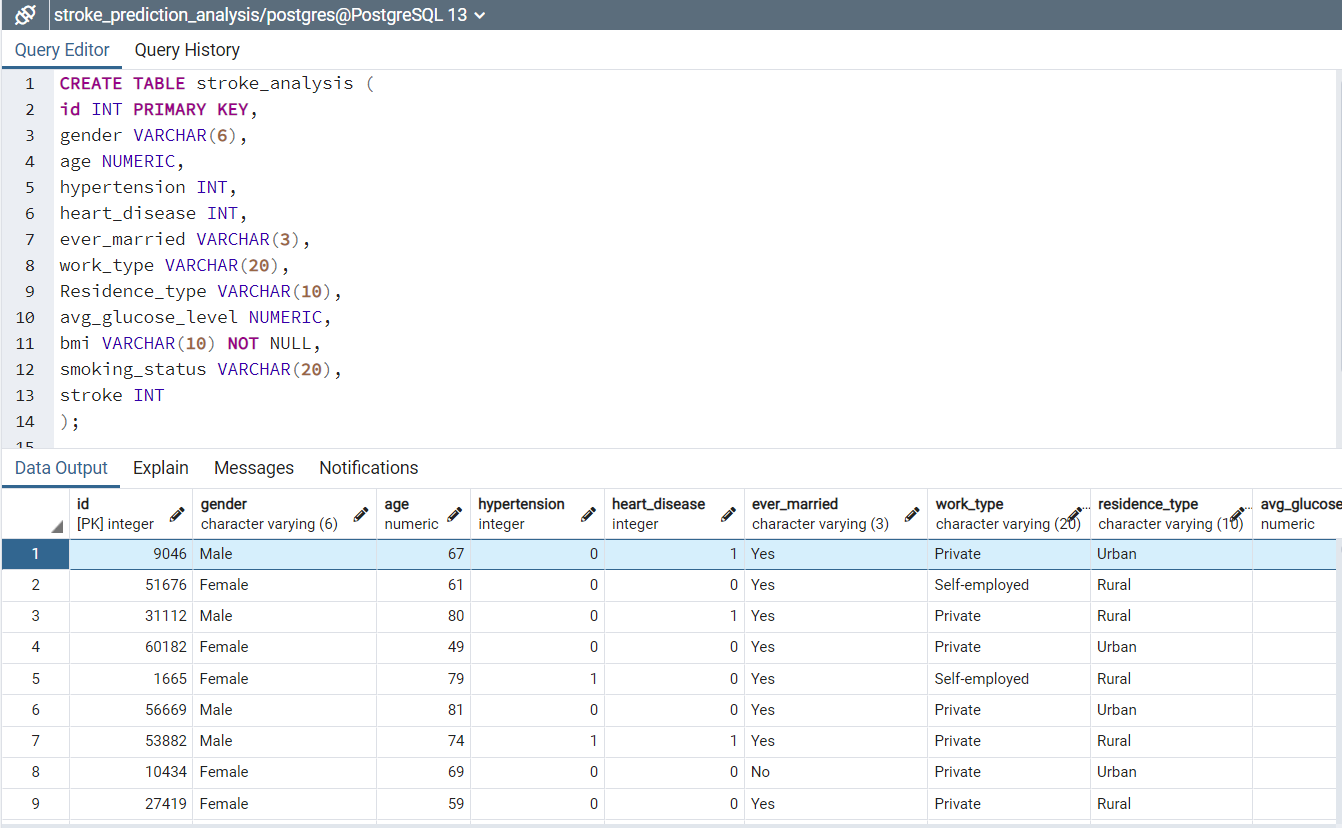 stroke_prediction_analysis/postgres@PostgreSQL 13
Query Editor Query History
1 CREATE TABLE stroke_analysis (
2 id INT PRIMARY KEY,
3 gender VARCHAR(6),
4 age NUMERIC,
5 hypertension INT,
6 heart_disease INT,
7 ever_married VARCHAR(3),
8 work_type VARCHAR(20),
9 Residence_type VARCHAR(10),
10 avg_glucose_level NUMERIC,
11 bmi VARCHAR(10) NOT NULL,
12 smoking_status VARCHAR(20),
13 stroke INT
14 );
15
Data Output Explain Messages Notifications
id gender age hypertension heart_disease ever_married work_type residence_type avg_glucose
[PK] integer character varying (6) numeric integer integer character varying (3) character varying (20) character varying (10) numeric
1 9046 Male 67 0 1 Yes Private Urban
2 51676 Female 61 0 0 Yes Self-employed Rural
3 31112 Male 80 0 1 Yes Private Rural
4 60182 Female 49 0 0 Yes Private Urban
5 1665 Female 79 1 0 Yes Self-employed Rural
6 56669 Male 81 0 0 Yes Private Urban
7 53882 Male 74 1 1 Yes Private Rural
8 10434 Female 69 0 0 No Private Urban
9 27419 Female 59 0 0 Yes Private Rural